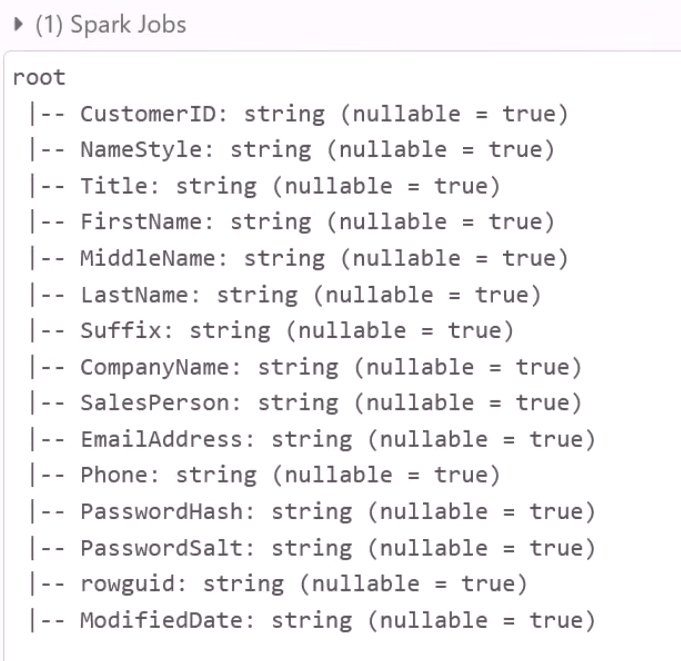 (1) Spark Jobs
root
|-- CustomerID: string (nullable = true)
|-- NameStyle: string (nullable = true)
|-- Title: string (nullable = true)
|-- FirstName: string (nullable = true)
|-- MiddleName: string (nullable = true)
|-- LastName: string (nullable = true)
|-- Suffix: string (nullable = true)
|-- CompanyName: string (nullable = true)
|-- SalesPerson: string (nullable = true)
|-- EmailAddress: string (nullable = true)
|-- Phone: string (nullable = true)
|-- PasswordHash: string (nullable = true)
|-- PasswordSalt: string (nullable = true)
|-- rowguid: string (nullable = true)
|-- ModifiedDate: string (nullable = true)